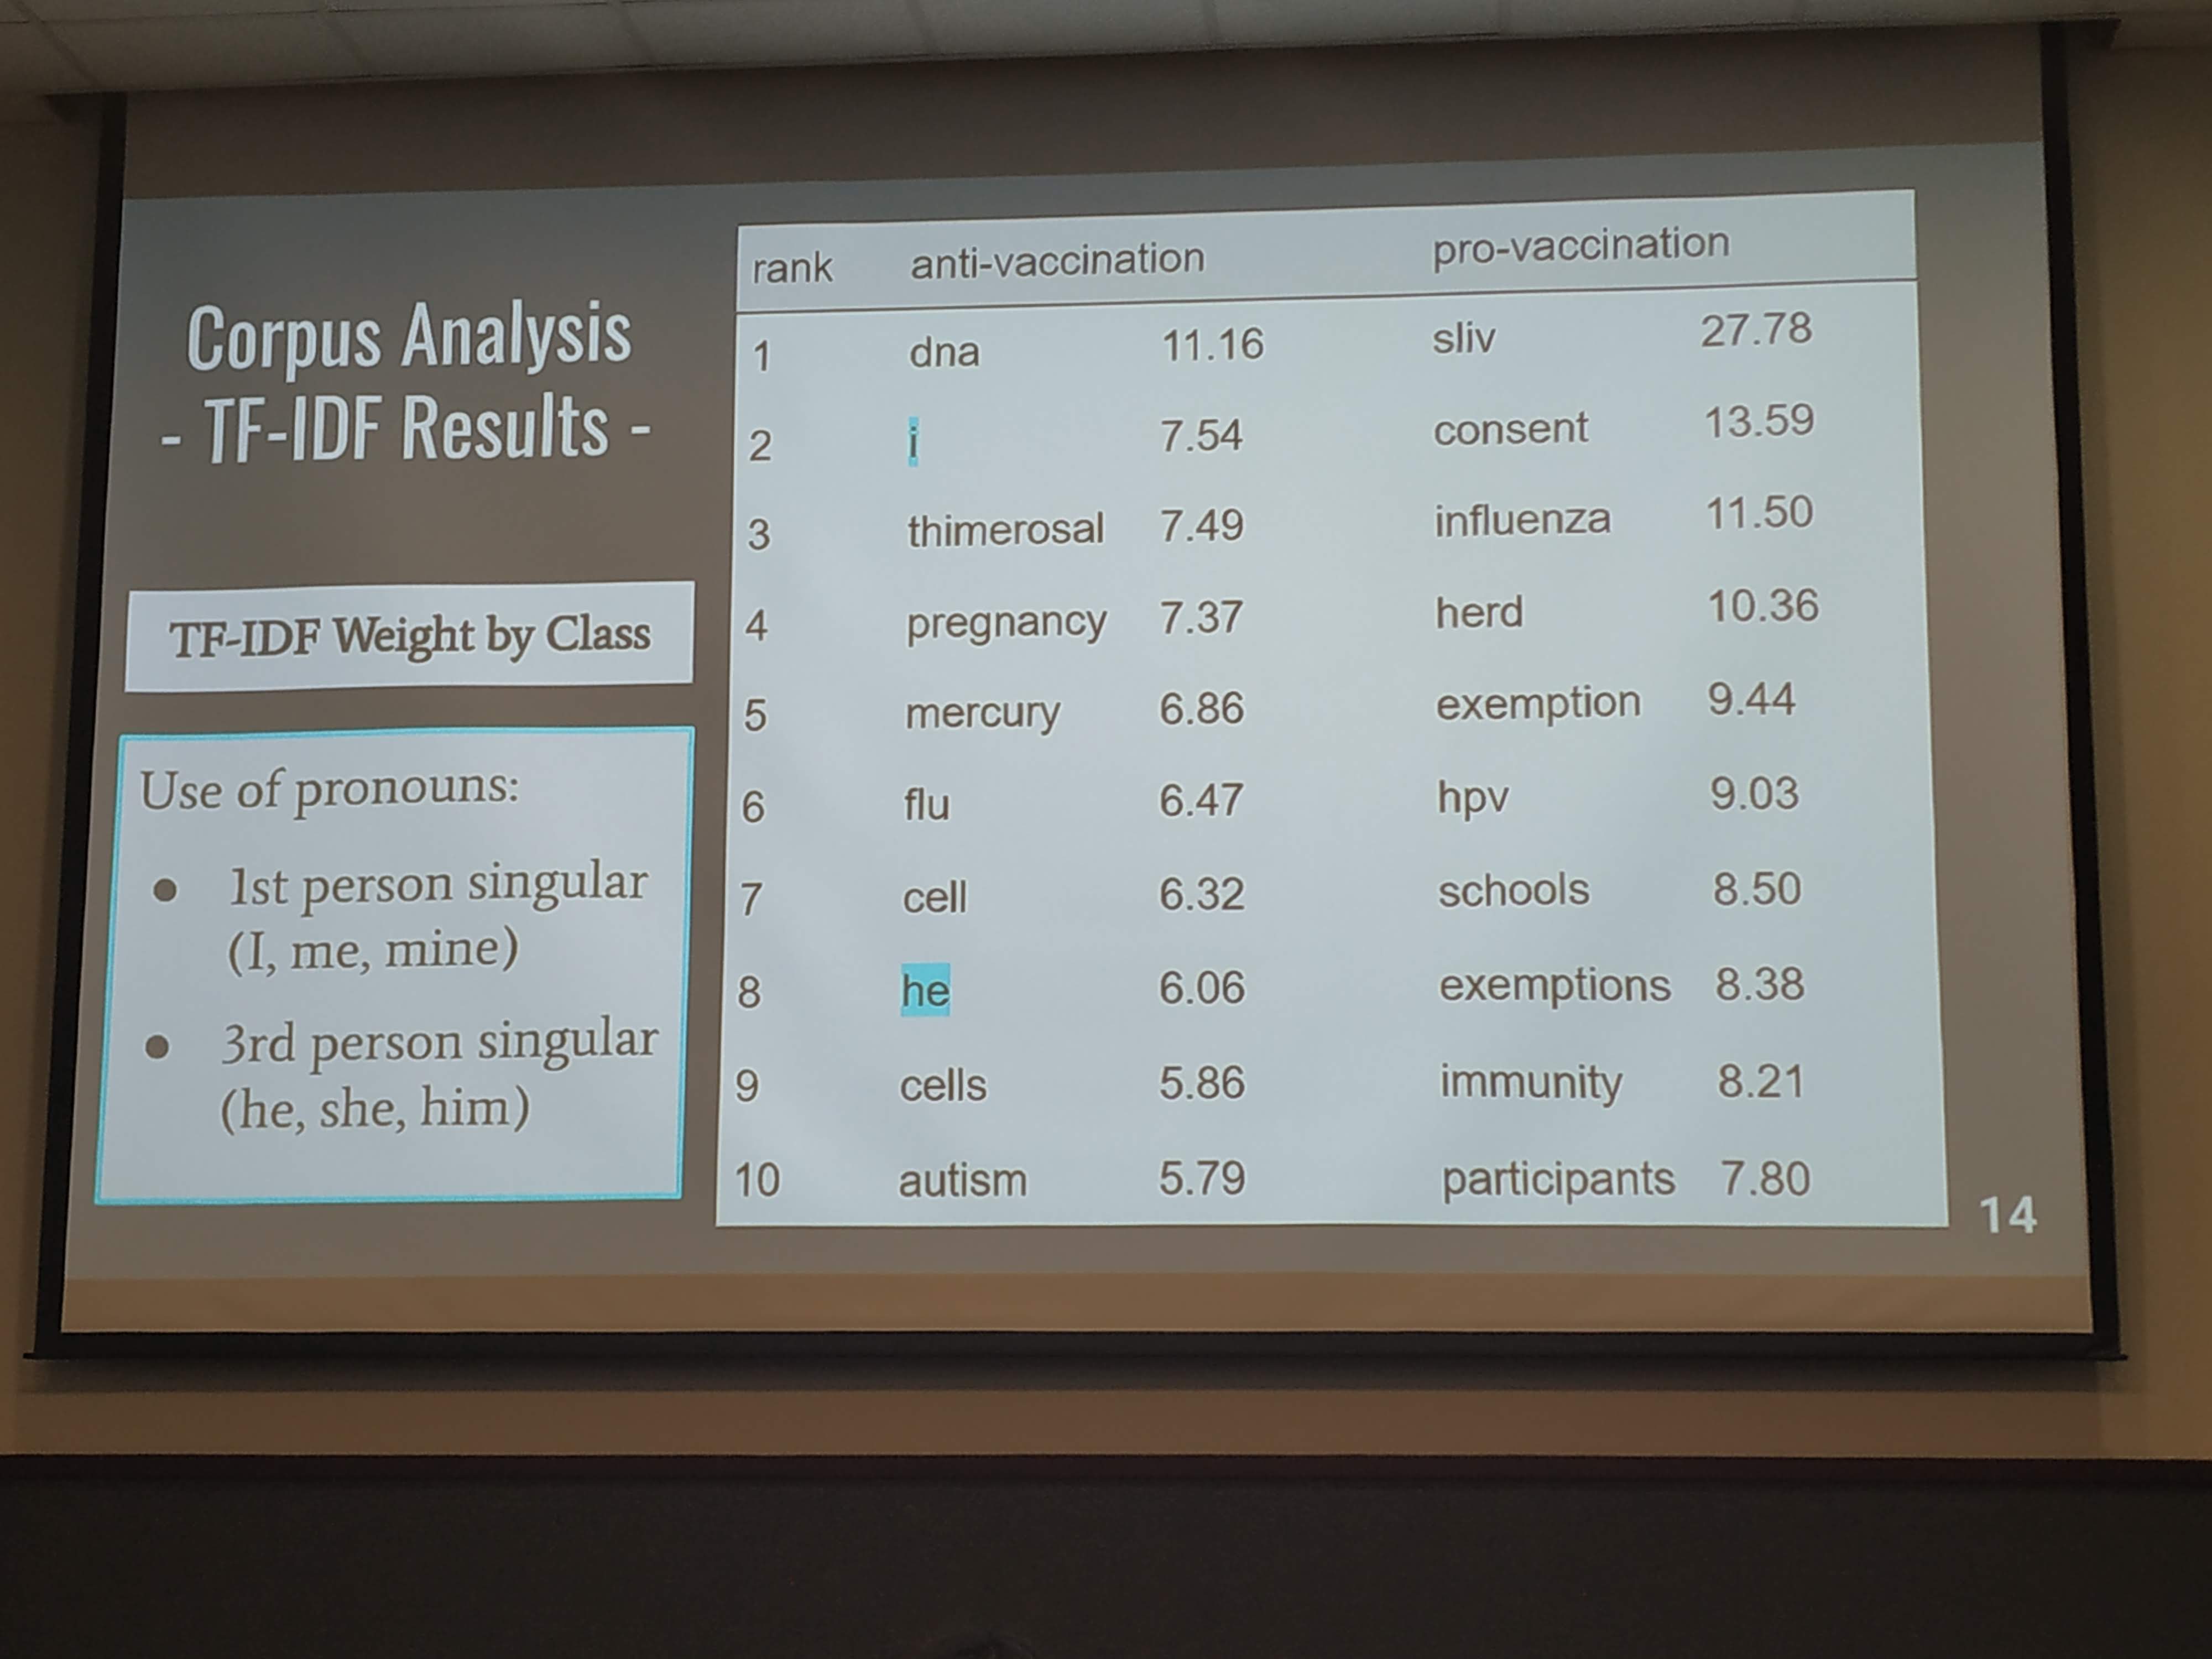 Corpus Analysis
- TF-IDF Results -
TF-IDF Weight by Class
Use of pronouns:
● 1st person singular
(I, me, mine)
● 3rd person singular
(he, she, him)
rank anti-vaccination pro-vaccination
1 dna 11.16 sliv 27.78
2 i 7.54 consent 13.59
3 thimerosal 7.49 influenza 11.50
4 pregnancy 7.37 herd 10.36
5 mercury 6.86 exemption 9.44
6 flu 6.47 hpv 9.03
7 cell 6.32 schools 8.50
8 he 6.06 exemptions 8.38
9 cells 5.86 immunity 8.21
10 autism 5.79 participants 7.80
14